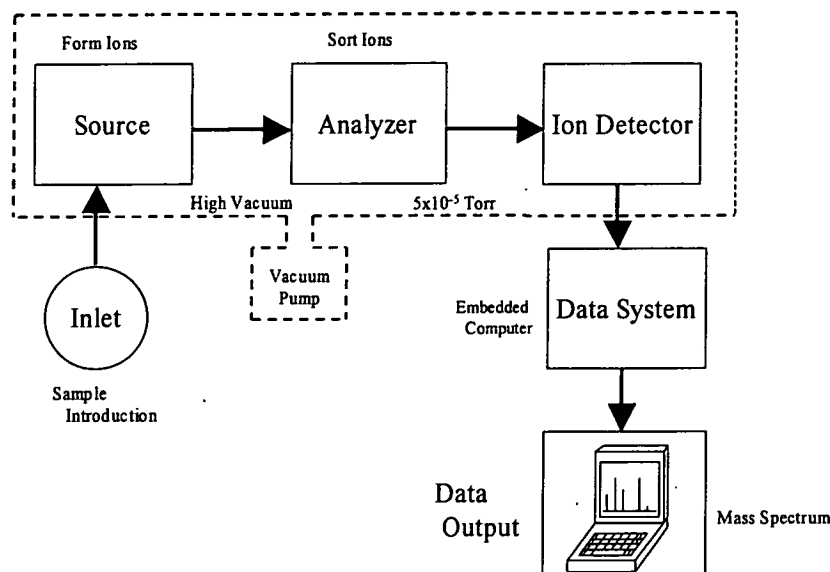 Form Ions
Sort Ions
Source
Analyzer
Ion Detector
High Vacuum
5x10⁻⁵ Torr
Vacuum
Pump
Inlet
Sample
Introduction
Embedded
Computer
Data System
Data
Output
Mass Spectrum